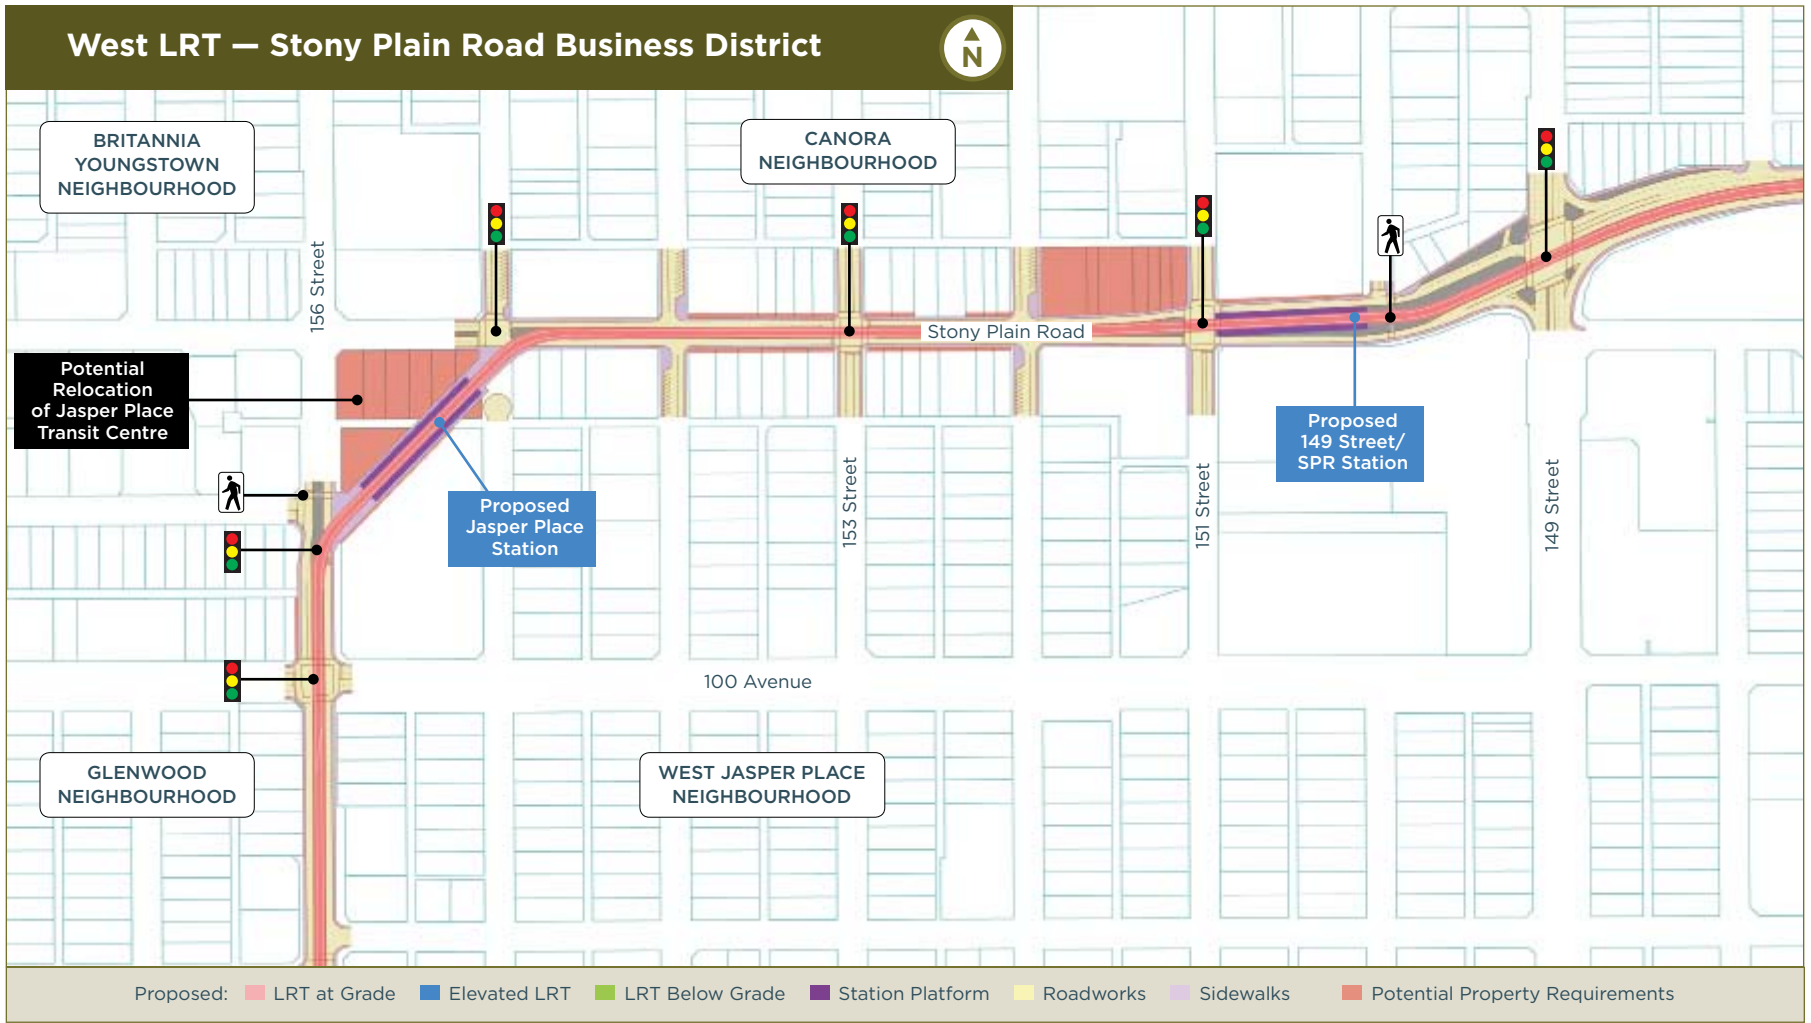 West LRT — Stony Plain Road Business District
N
BRITANNIA
YOUNGSTOWN
NEIGHBOURHOOD
CANORA
NEIGHBOURHOOD
156 Street
Stony Plain Road
Potential
Relocation
of Jasper Place
Transit Centre
Proposed
149 Street/
SPR Station
Proposed
Jasper Place
Station
153 Street
151 Street
149 Street
100 Avenue
GLENWOOD
NEIGHBOURHOOD
WEST JASPER PLACE
NEIGHBOURHOOD
Proposed: LRT at Grade Elevated LRT LRT Below Grade Station Platform Roadworks Sidewalks Potential Property Requirements